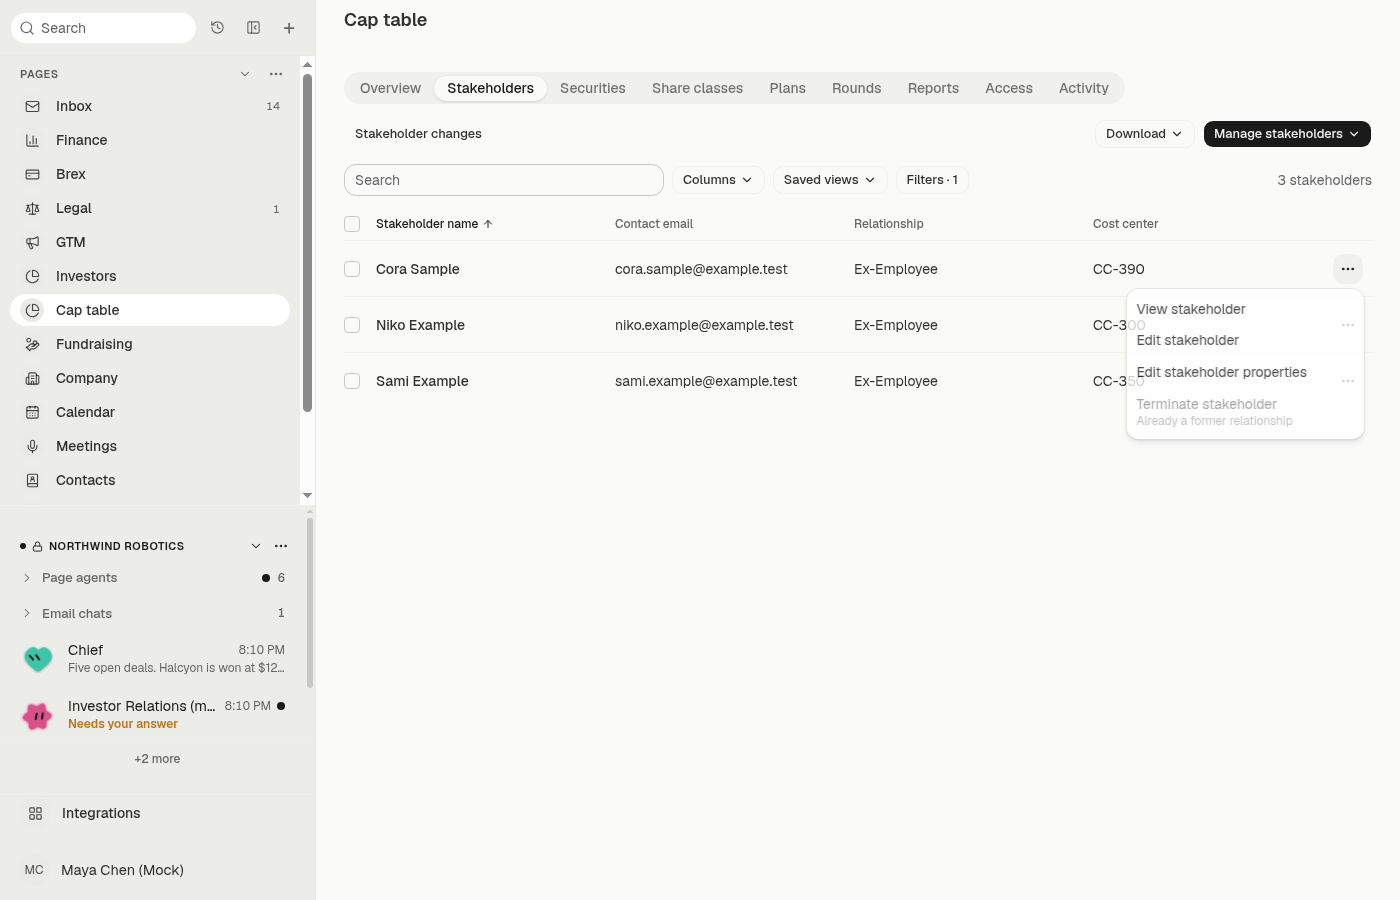 Search
PAGES
Inbox 14
Finance
Brex
Legal 1
GTM
Investors
Cap table
Fundraising
Company
Calendar
Meetings
Contacts
NORTHWIND ROBOTICS
Page agents 6
Email chats 1
Chief 8:10 PM
Five open deals. Halcyon is won at $12...
Investor Relations (m... 8:10 PM
Needs your answer
+2 more
Integrations
MC Maya Chen (Mock)
Cap table
Overview Stakeholders Securities Share classes Plans Rounds Reports Access Activity
Stakeholder changes Download Manage stakeholders
Search Columns Saved views Filters · 1 3 stakeholders
Stakeholder name Contact email Relationship Cost center
Cora Sample cora.sample@example.test Ex-Employee CC-390
Niko Example niko.example@example.test Ex-Employee CC-300
Sami Example sami.example@example.test Ex-Employee CC-350
View stakeholder
Edit stakeholder
Edit stakeholder properties
Terminate stakeholder
Already a former relationship